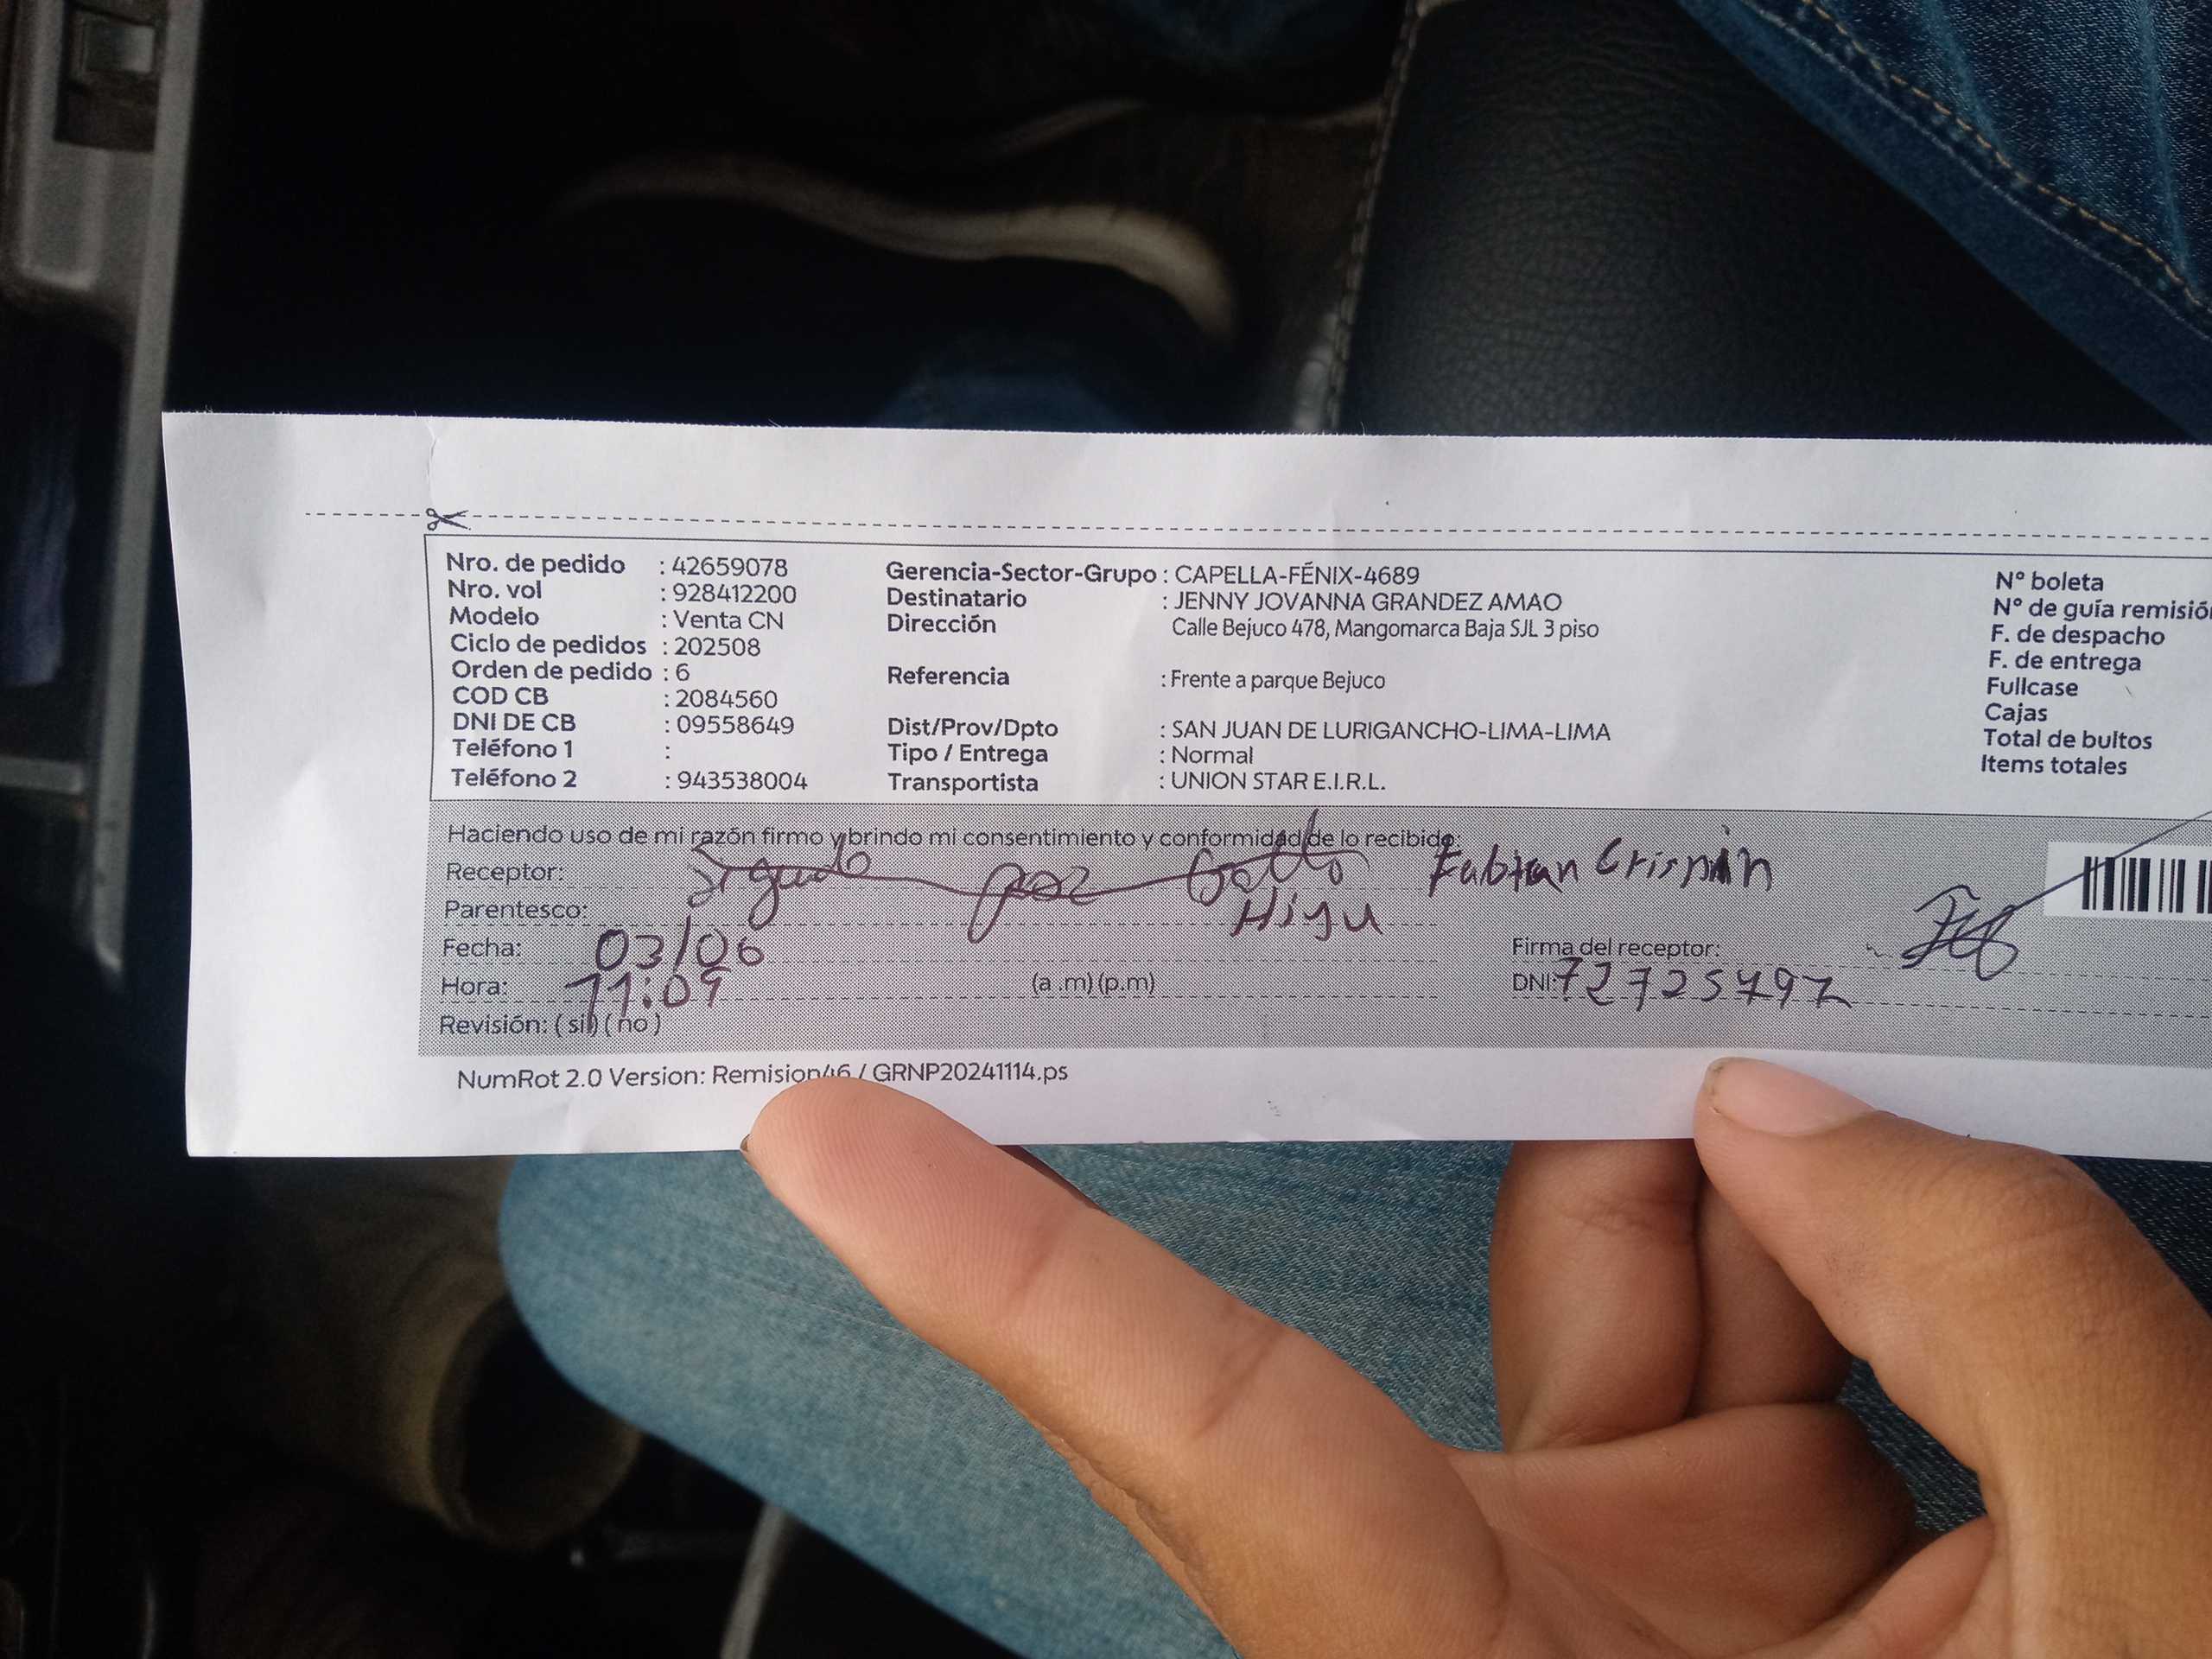 Nro. de pedido : 42659078
Nro. vol : 928412200
Modelo : Venta CN
Ciclo de pedidos : 202508
Orden de pedido : 6
COD CB : 2084560
DNI DE CB : 09558649
Teléfono 1 :
Teléfono 2 : 943538004
Gerencia-Sector-Grupo : CAPELLA-FÉNIX-4689
Destinatario : JENNY JOVANNA GRANDEZ AMAO
Dirección Calle Bejuco 478, Mangomarca Baja SJL 3 piso
Referencia : Frente a parque Bejuco
Dist/Prov/Dpto : SAN JUAN DE LURIGANCHO-LIMA-LIMA
Tipo / Entrega : Normal
Transportista : UNION STAR E.I.R.L.
N° boleta
N° de guía remisió
F. de despacho
F. de entrega
Fullcase
Cajas
Total de bultos
Items totales
Haciendo uso de mi razón firmo y brindo mi consentimiento y conformidad de lo recibido:
Receptor: Fabian Crispin
Parentesco:
Fecha: 03/06
Hora: 11:09 (a .m) (p.m)
Revisión: ( si ) ( no )
Firma del receptor:
DNI:
NumRot 2.0 Version: Remision46 / GRNP20241114.ps